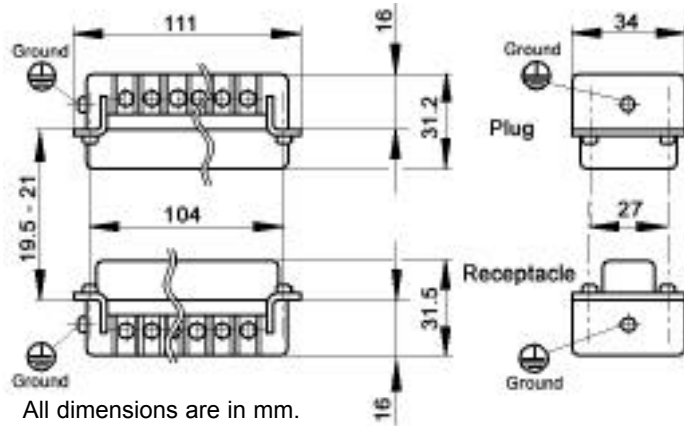 111
16
34
Ground
Ground
31.2
Plug
19.5 - 21
104
27
Receptacle
31.5
Ground
Ground
16
All dimensions are in mm.